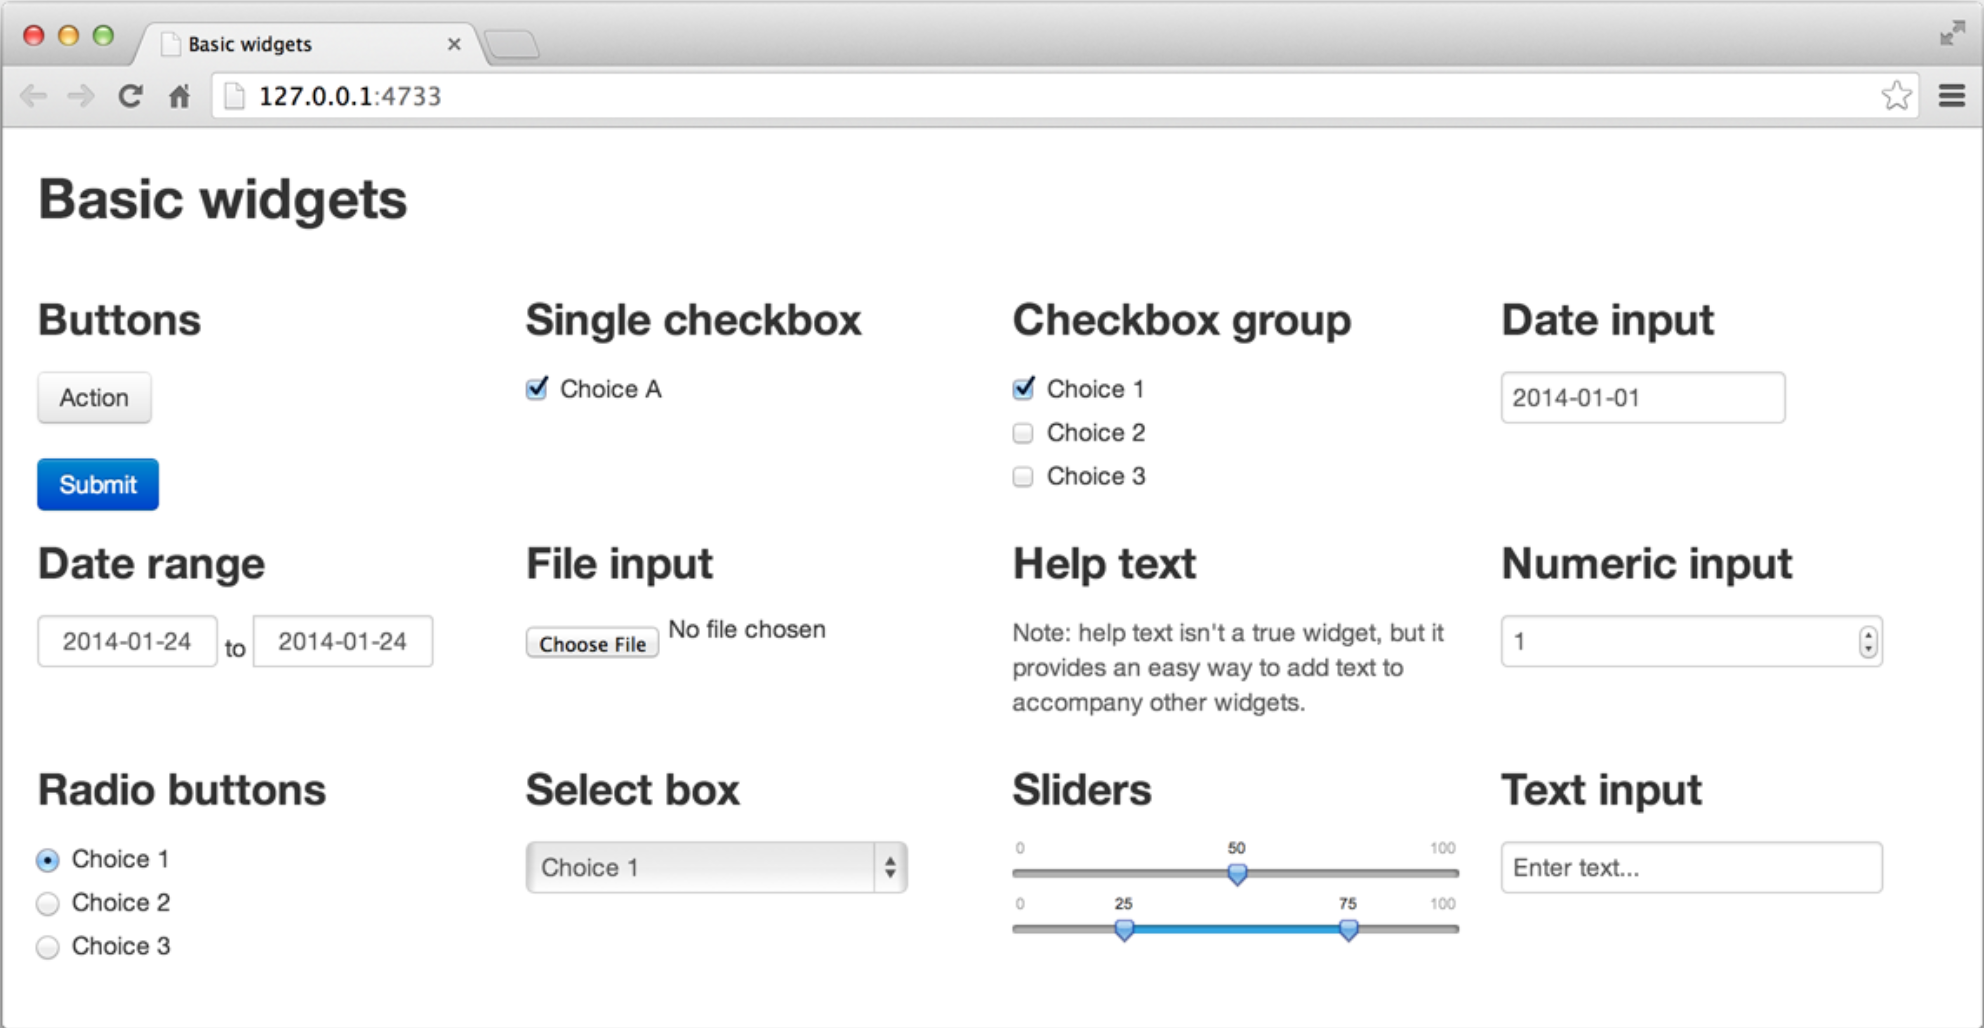 Basic widgets
127.0.0.1:4733
Basic widgets
Buttons
Action
Submit
Single checkbox
Choice A
Checkbox group
Choice 1
Choice 2
Choice 3
Date input
2014-01-01
Date range
2014-01-24 to 2014-01-24
File input
Choose File No file chosen
Help text
Note: help text isn't a true widget, but it
provides an easy way to add text to
accompany other widgets.
Numeric input
1
Radio buttons
Choice 1
Choice 2
Choice 3
Select box
Choice 1
Sliders
0 50 100
0 25 75 100
Text input
Enter text...